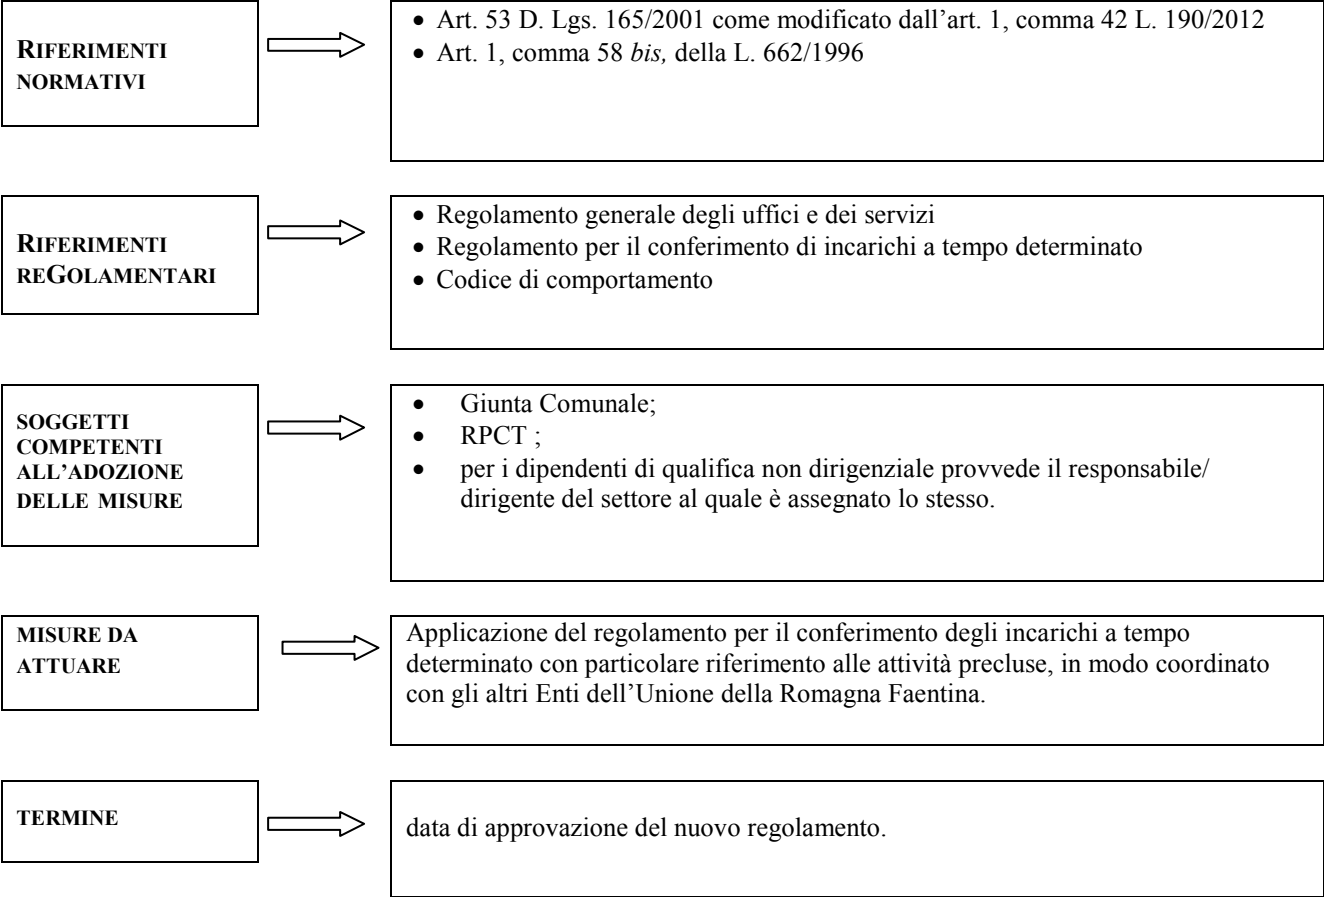 RIFERIMENTI
NORMATIVI
• Art. 53 D. Lgs. 165/2001 come modificato dall’art. 1, comma 42 L. 190/2012
• Art. 1, comma 58 bis, della L. 662/1996
RIFERIMENTI
REGOLAMENTARI
• Regolamento generale degli uffici e dei servizi
• Regolamento per il conferimento di incarichi a tempo determinato
• Codice di comportamento
SOGGETTI
COMPETENTI
ALL’ADOZIONE
DELLE MISURE
• Giunta Comunale;
• RPCT ;
• per i dipendenti di qualifica non dirigenziale provvede il responsabile/
dirigente del settore al quale è assegnato lo stesso.
MISURE DA
ATTUARE
Applicazione del regolamento per il conferimento degli incarichi a tempo
determinato con particolare riferimento alle attività precluse, in modo coordinato
con gli altri Enti dell’Unione della Romagna Faentina.
TERMINE
data di approvazione del nuovo regolamento.